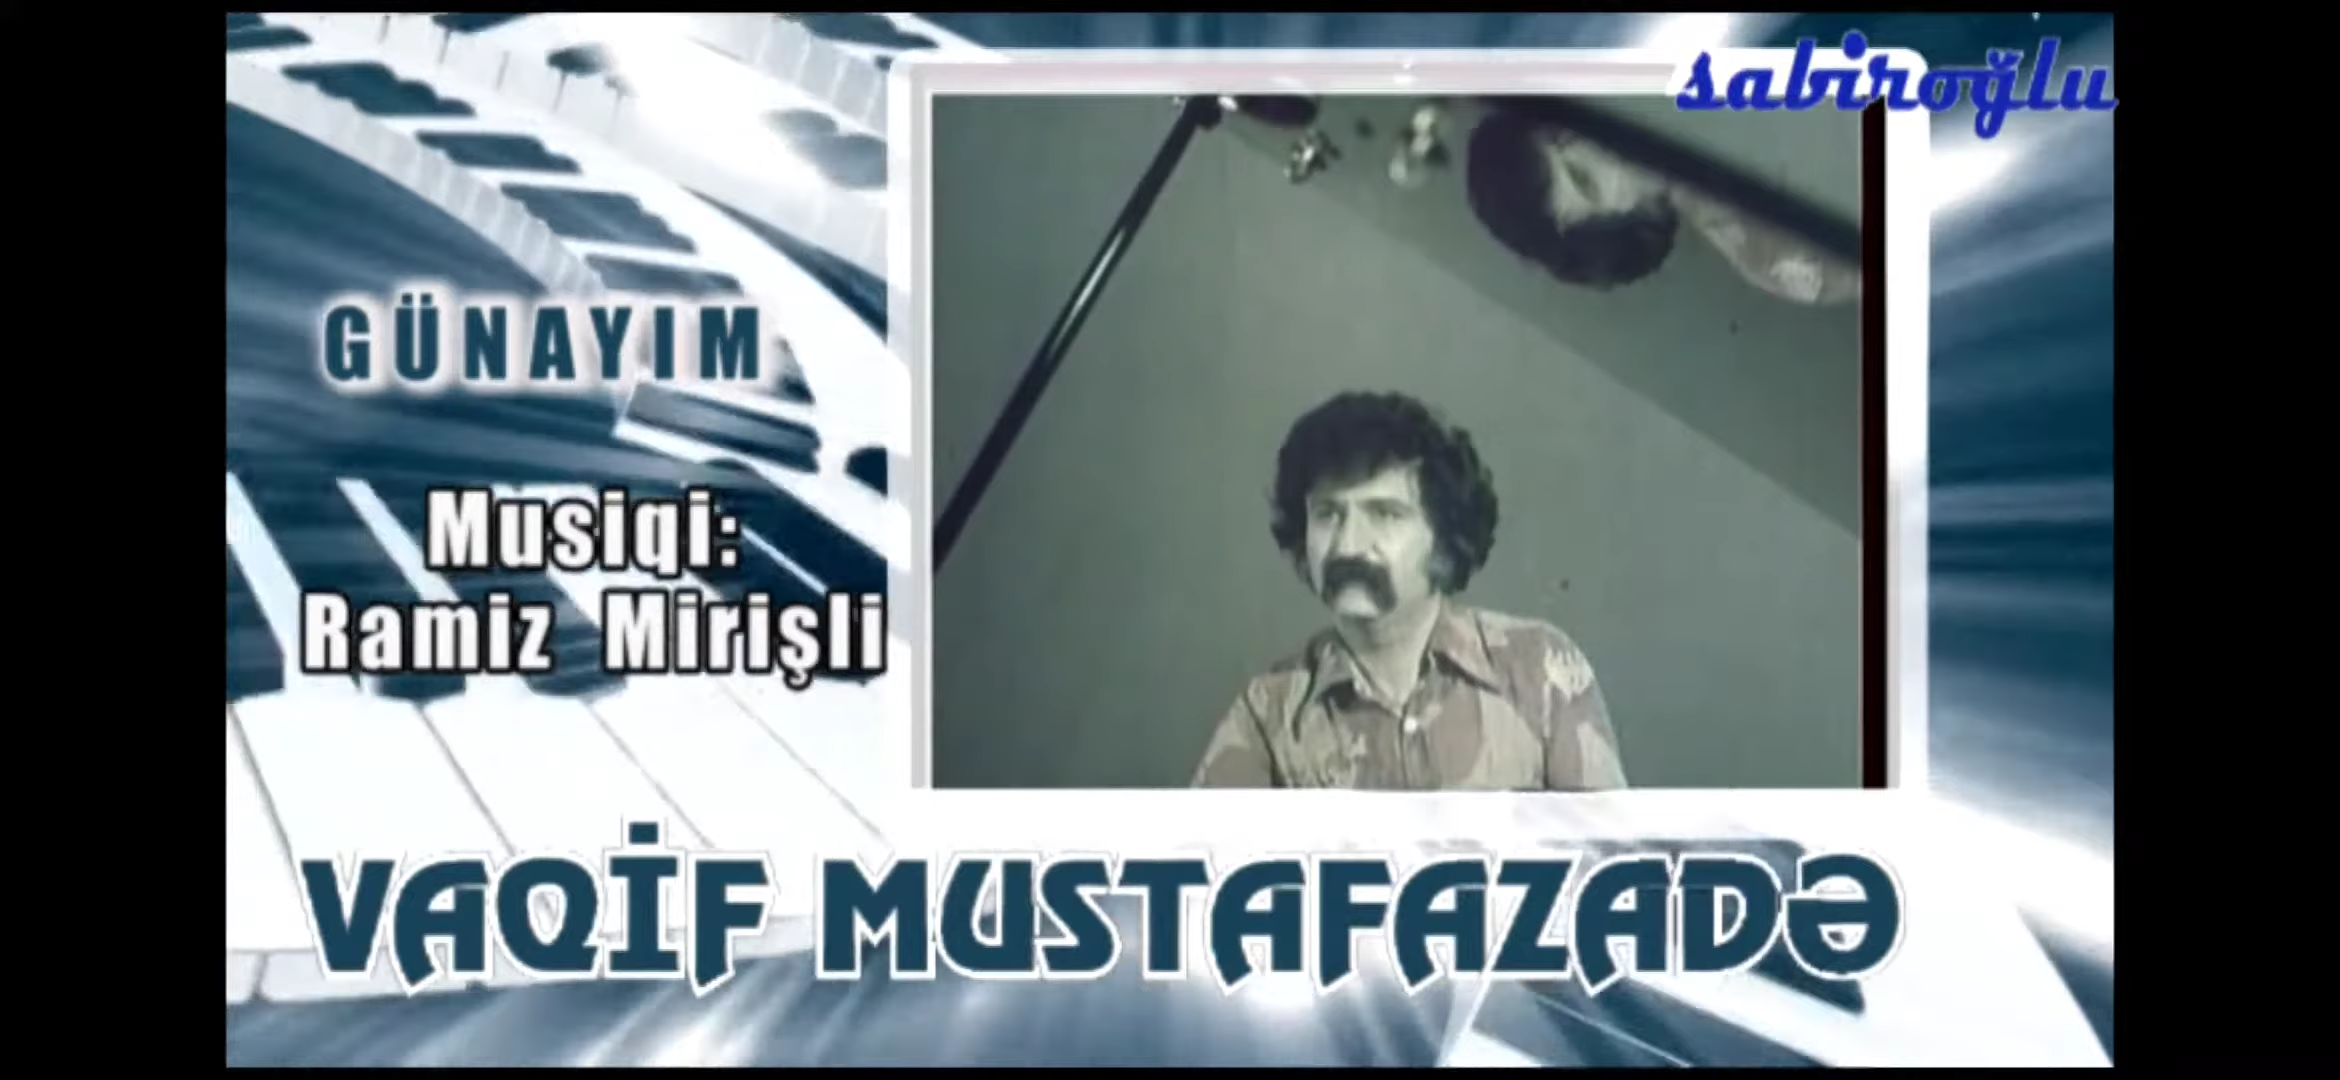 sabiroğlu
GÜNAYIM
Musiqi:
Ramiz Mirişli
VAQİF MUSTAFAZADƏ